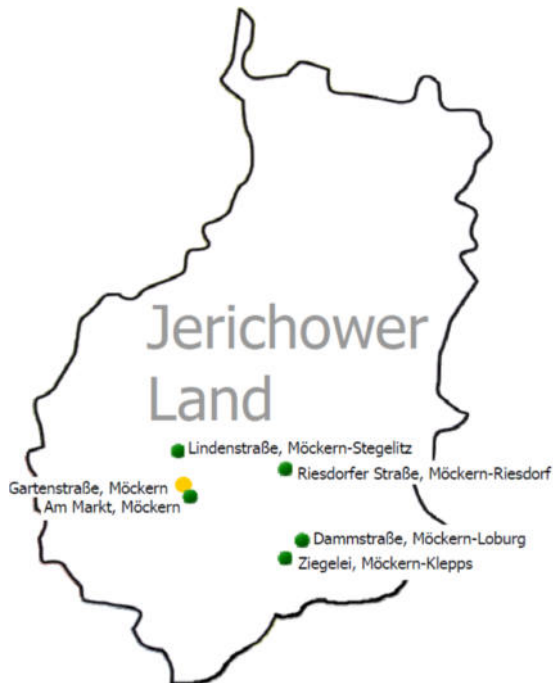 Jerichower
Land
Lindenstraße, Möckern-Stegelitz
Riesdorfer Straße, Möckern-Riesdorf
Gartenstraße, Möckern
Am Markt, Möckern
Dammstraße, Möckern-Loburg
Ziegelei, Möckern-Klepps